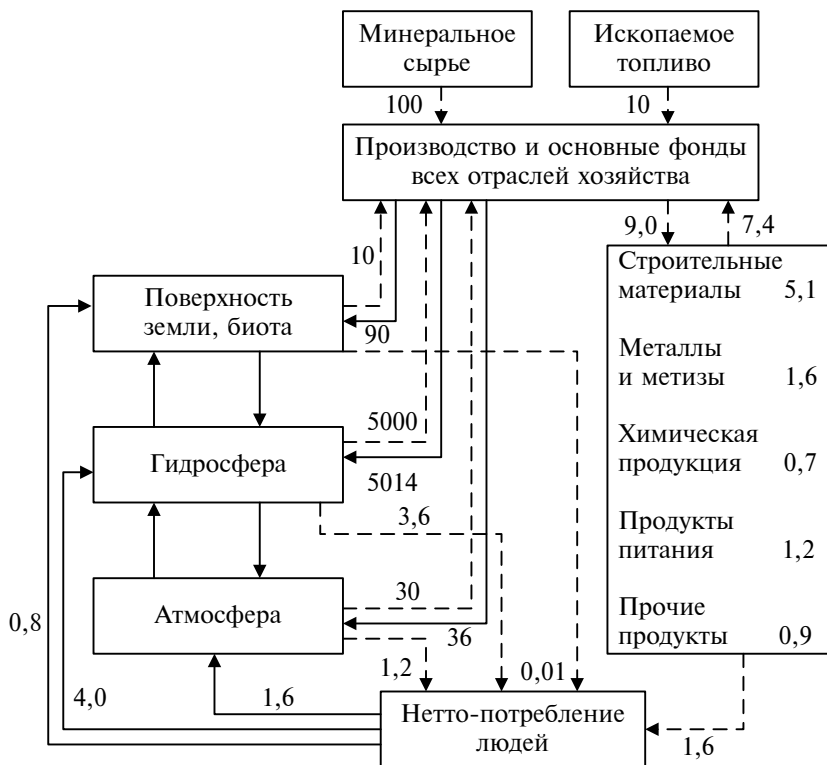 Минеральное
сырье
Ископаемое
топливо
100
10
Производство и основные фонды
всех отраслей хозяйства
9,0
7,4
10
Поверхность
земли, биота
90
Строительные
материалы 5,1
Металлы
и метизы 1,6
Химическая
продукция 0,7
Продукты
питания 1,2
Прочие
продукты 0,9
5000
Гидросфера
5014
3,6
30
Атмосфера
36
0,8
1,2
0,01
4,0
1,6
Нетто-потребление
людей
1,6